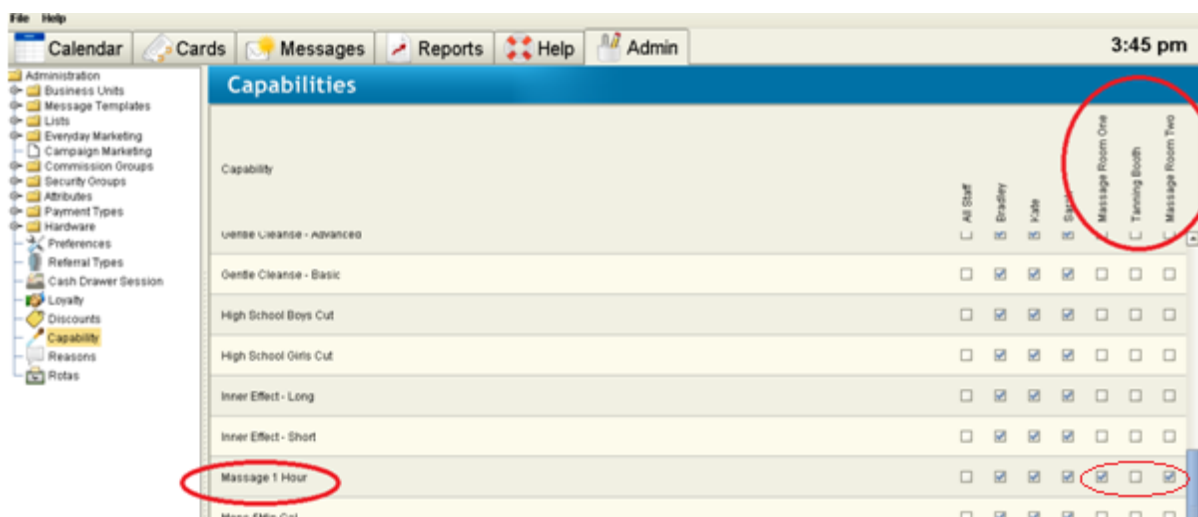 File Help
Calendar Cards Messages Reports Help Admin 3:45 pm
Administration
Business Units
Message Templates
Lists
Everyday Marketing
Campaign Marketing
Commission Groups
Security Groups
Attributes
Payment Types
Hardware
Preferences
Referral Types
Cash Drawer Session
Loyalty
Discounts
Capability
Reasons
Rotas
Capabilities
Capability
All Staff
Bradley
Kate
Massage Room One
Tanning Booth
Massage Room Two
Gentle Cleanse - Advanced
Gentle Cleanse - Basic
High School Boys Cut
High School Girls Cut
Inner Effect - Long
Inner Effect - Short
Massage 1 Hour